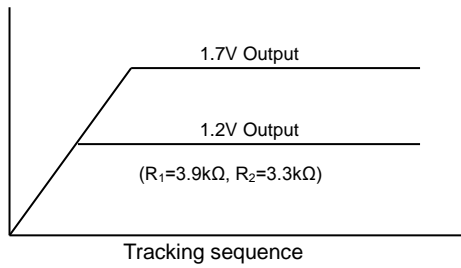 1.7V Output
1.2V Output
(R₁=3.9kΩ, R₂=3.3kΩ)
Tracking sequence